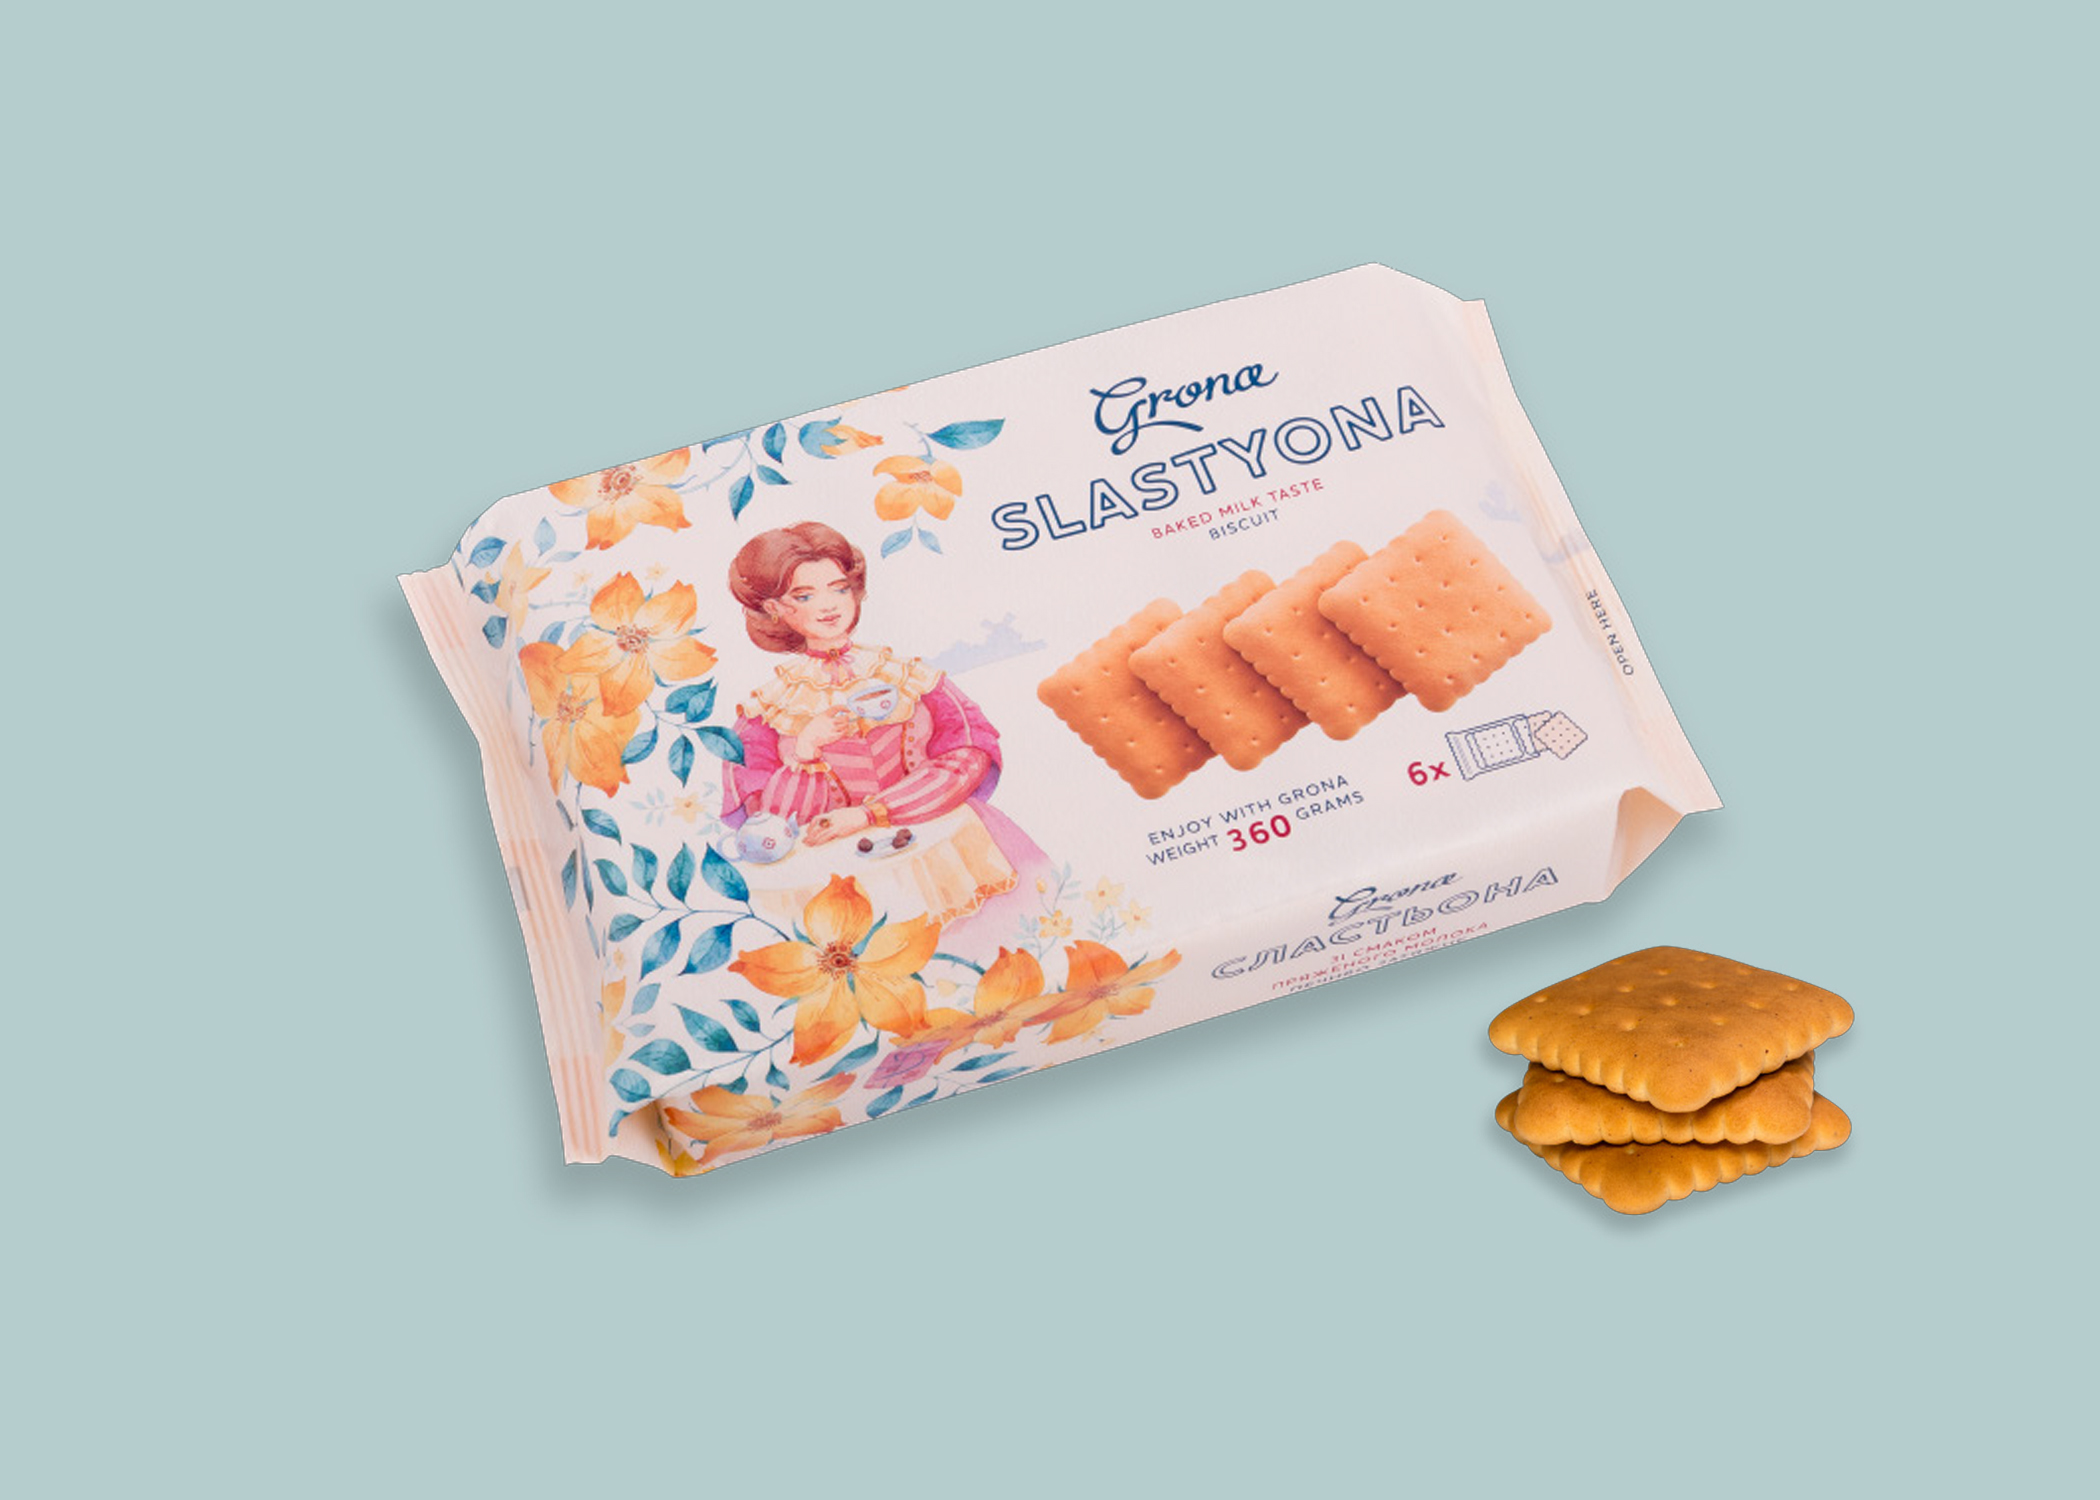 Grona
SLASTYONA
BAKED MILK TASTE
BISCUIT
OPEN HERE
6x
ENJOY WITH GRONA
WEIGHT 360 GRAMS
Grona
СЛАСТЬОНА
ЗІ СМАКОМ
ПРЯЖЕНОГО МОЛОКА